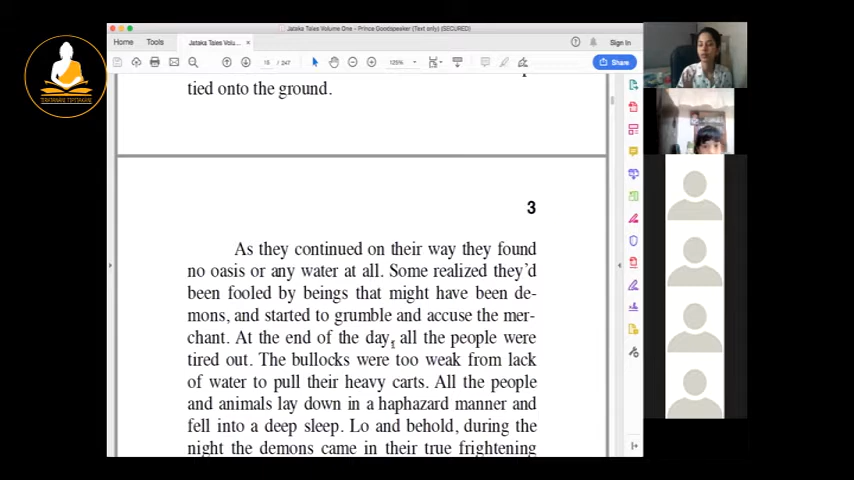 Jataka Tales Volume One - Prince Goodspeaker (Text only) (SECURED)
Home Tools Jataka Tales Volu... × Sign In
15 / 247 125% Share
tied onto the ground.
3
As they continued on their way they found
no oasis or any water at all. Some realized they'd
been fooled by beings that might have been de-
mons, and started to grumble and accuse the mer-
chant. At the end of the day, all the people were
tired out. The bullocks were too weak from lack
of water to pull their heavy carts. All the people
and animals lay down in a haphazard manner and
fell into a deep sleep. Lo and behold, during the
night the demons came in their true frightening